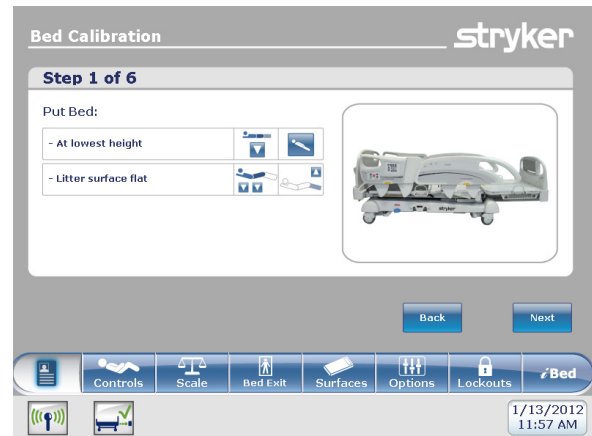 Bed Calibration
stryker
Step 1 of 6
Put Bed:
- At lowest height
- Litter surface flat
stryker
Back
Next
Controls
Scale
Bed Exit
Surfaces
Options
Lockouts
iBed
1/13/2012
11:57 AM